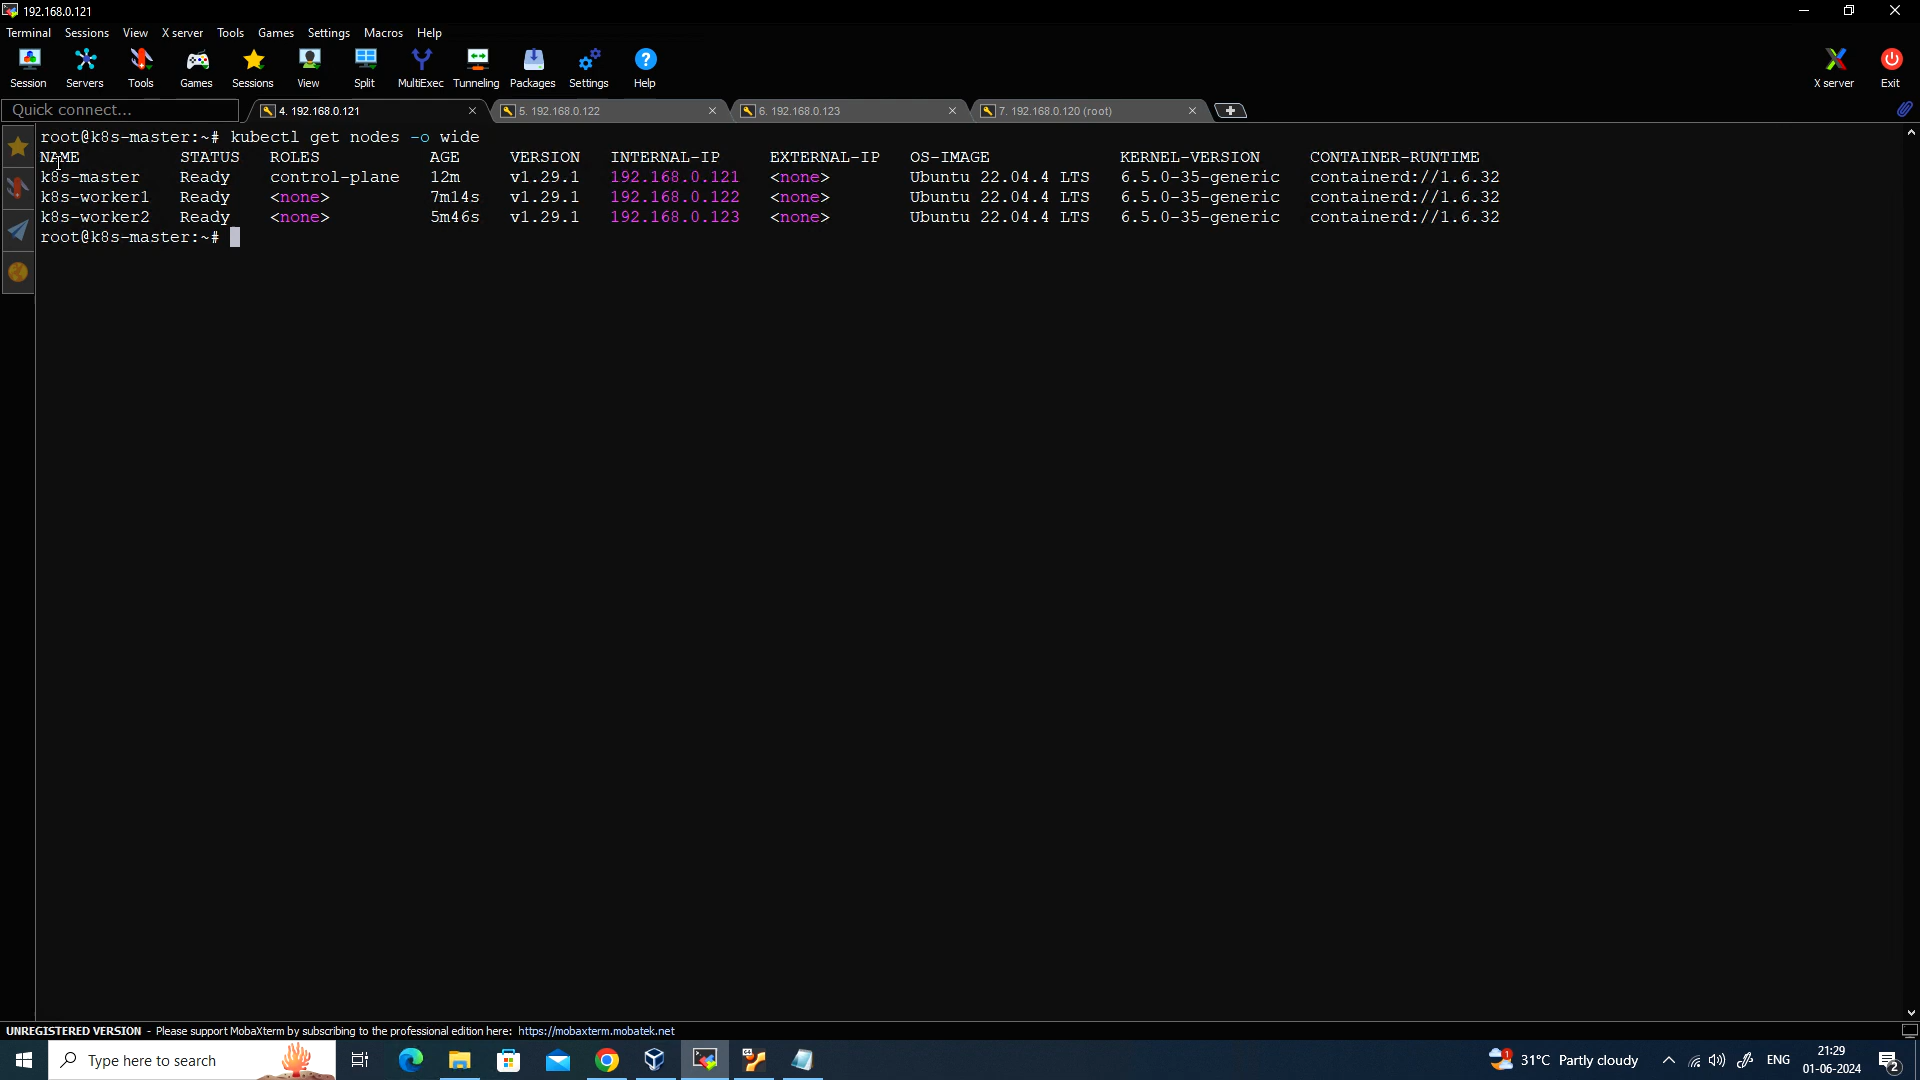 192.168.0.121
Terminal Sessions View X server Tools Games Settings Macros Help
Session Servers Tools Games Sessions View Split MultiExec Tunneling Packages Settings Help X server Exit
Quick connect... 4. 192.168.0.121 5. 192.168.0.122 6. 192.168.0.123 7. 192.168.0.120 (root)
root@k8s-master:~# kubectl get nodes -o wide
NAME STATUS ROLES AGE VERSION INTERNAL-IP EXTERNAL-IP OS-IMAGE KERNEL-VERSION CONTAINER-RUNTIME
k8s-master Ready control-plane 12m v1.29.1 192.168.0.121 <none> Ubuntu 22.04.4 LTS 6.5.0-35-generic containerd://1.6.32
k8s-worker1 Ready <none> 7m14s v1.29.1 192.168.0.122 <none> Ubuntu 22.04.4 LTS 6.5.0-35-generic containerd://1.6.32
k8s-worker2 Ready <none> 5m46s v1.29.1 192.168.0.123 <none> Ubuntu 22.04.4 LTS 6.5.0-35-generic containerd://1.6.32
root@k8s-master:~#
UNREGISTERED VERSION - Please support MobaXterm by subscribing to the professional edition here: https://mobaxterm.mobatek.net
Type here to search 1 31°C Partly cloudy ENG 21:29
01-06-2024 2